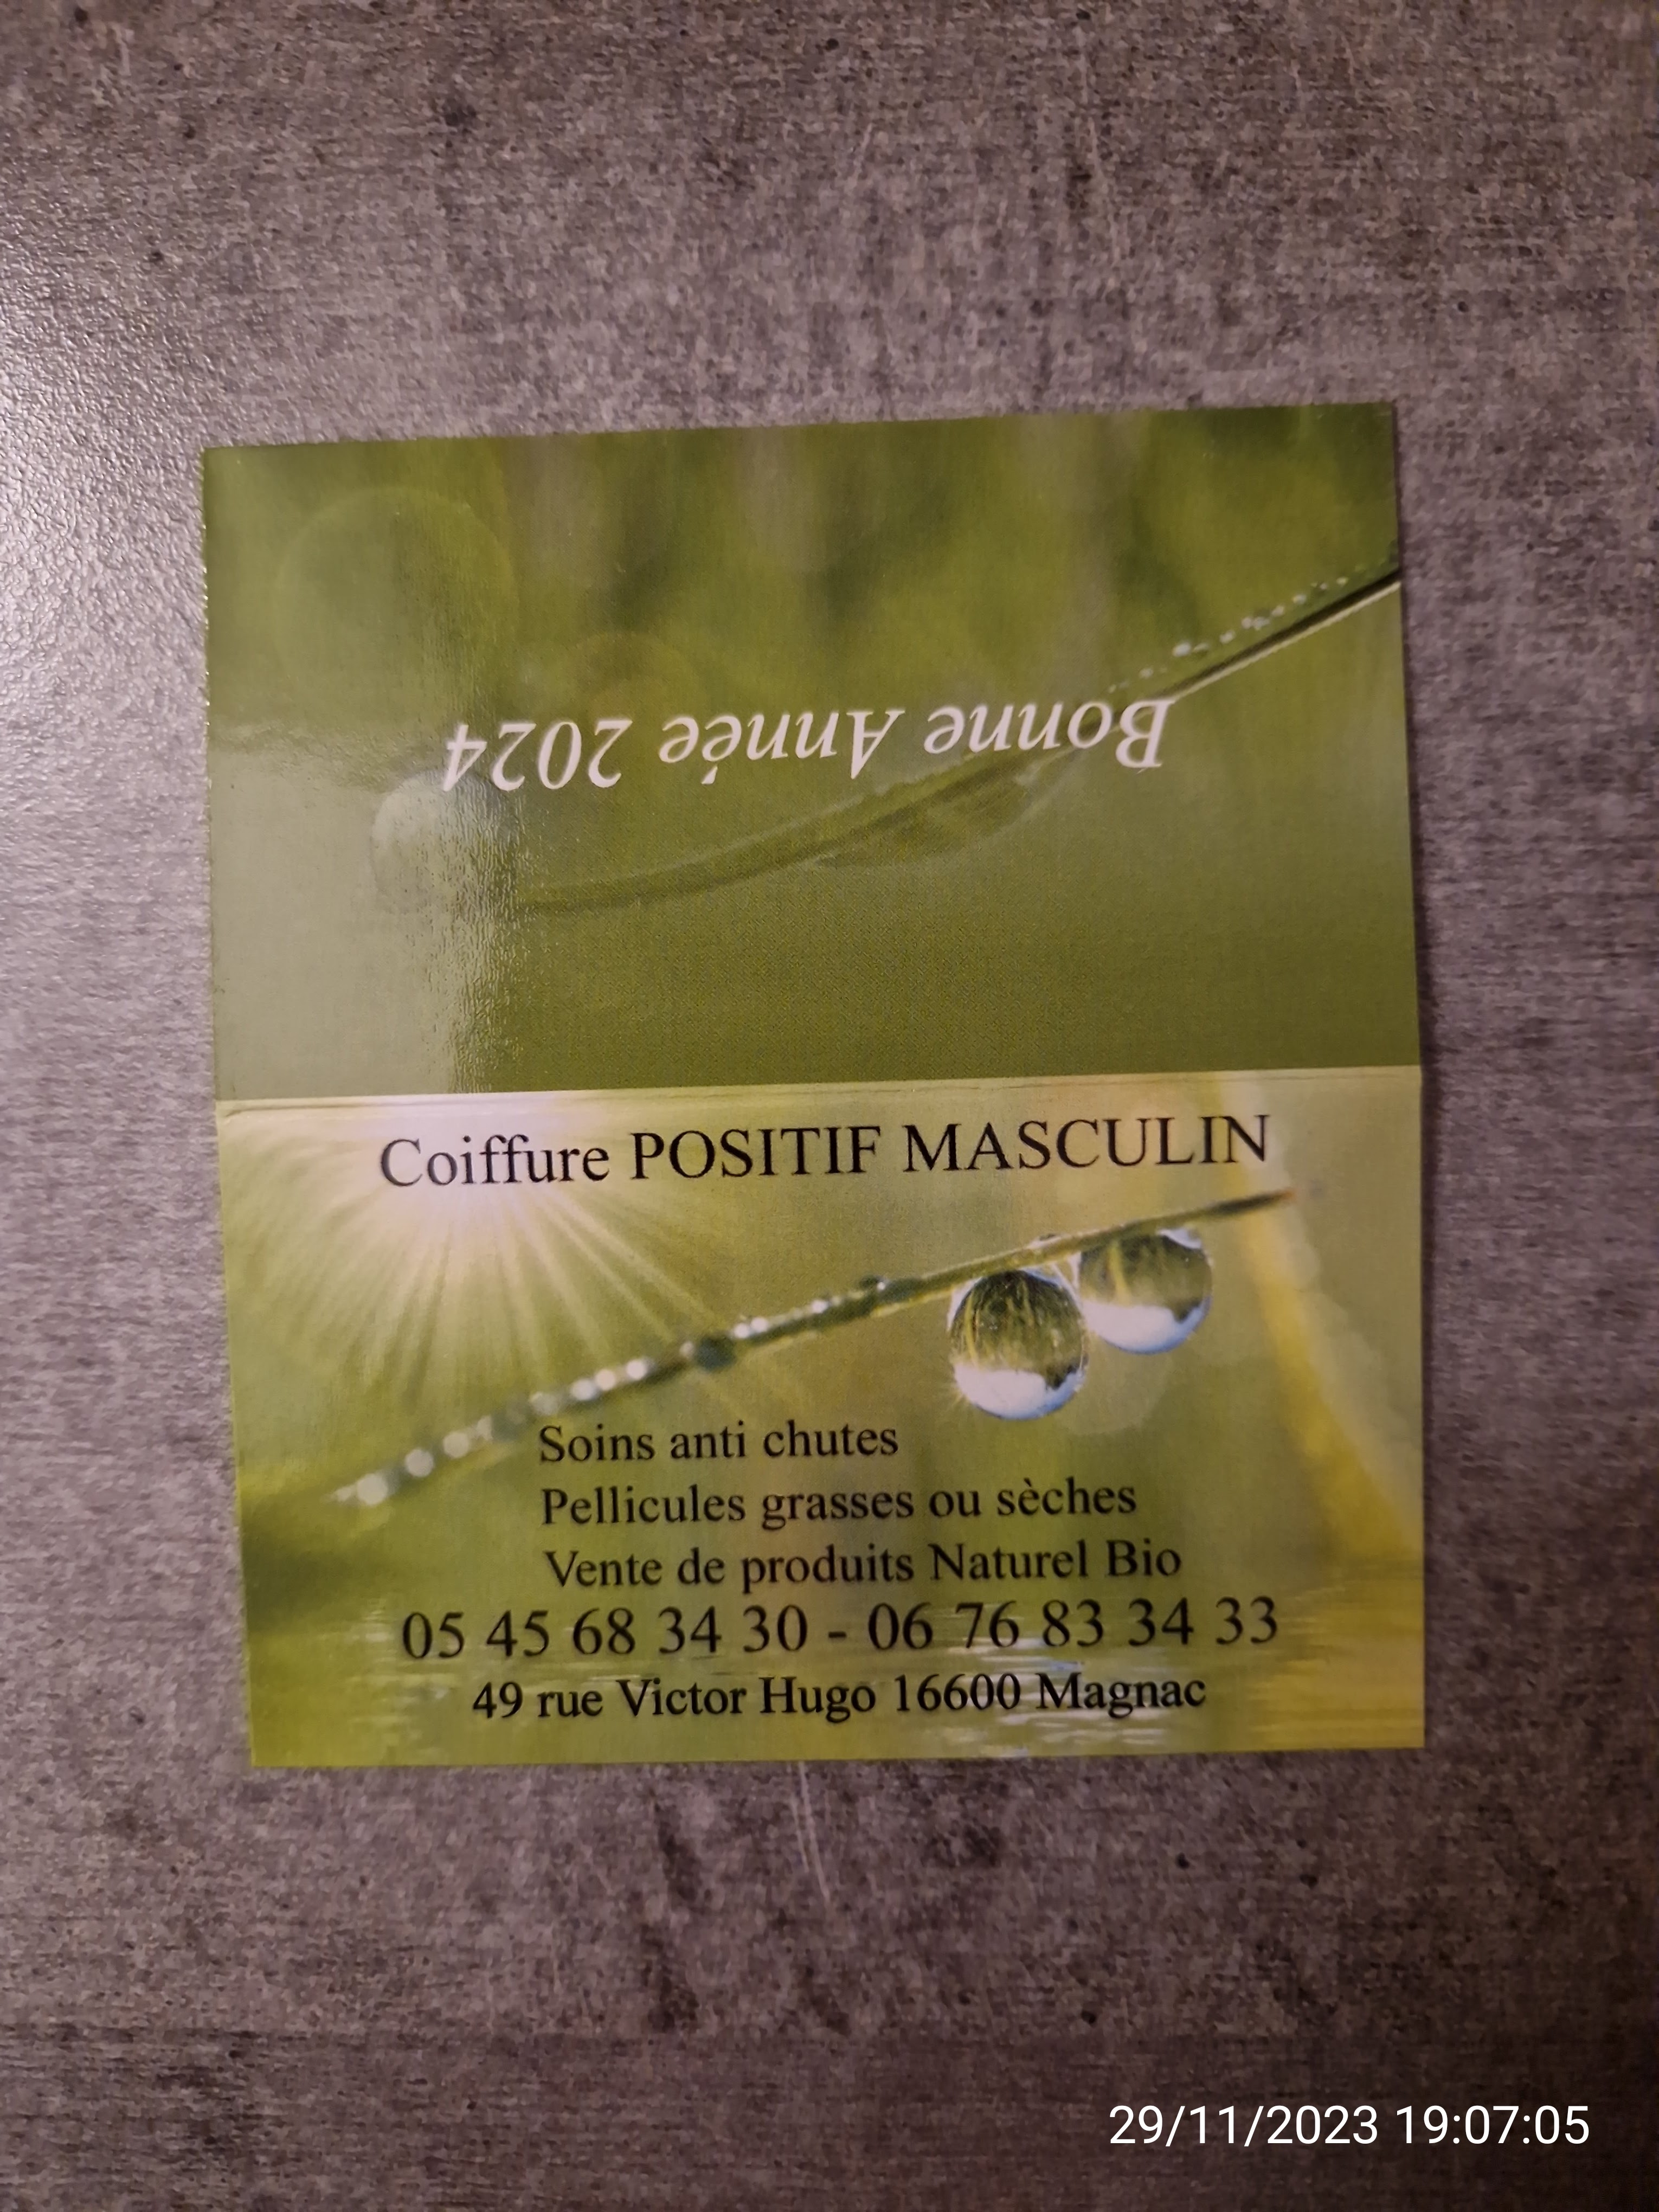 Bonne Année 2024
Coiffure POSITIF MASCULIN
Soins anti chutes
Pellicules grasses ou sèches
Vente de produits Naturel Bio
05 45 68 34 30 - 06 76 83 34 33
49 rue Victor Hugo 16600 Magnac
29/11/2023 19:07:05